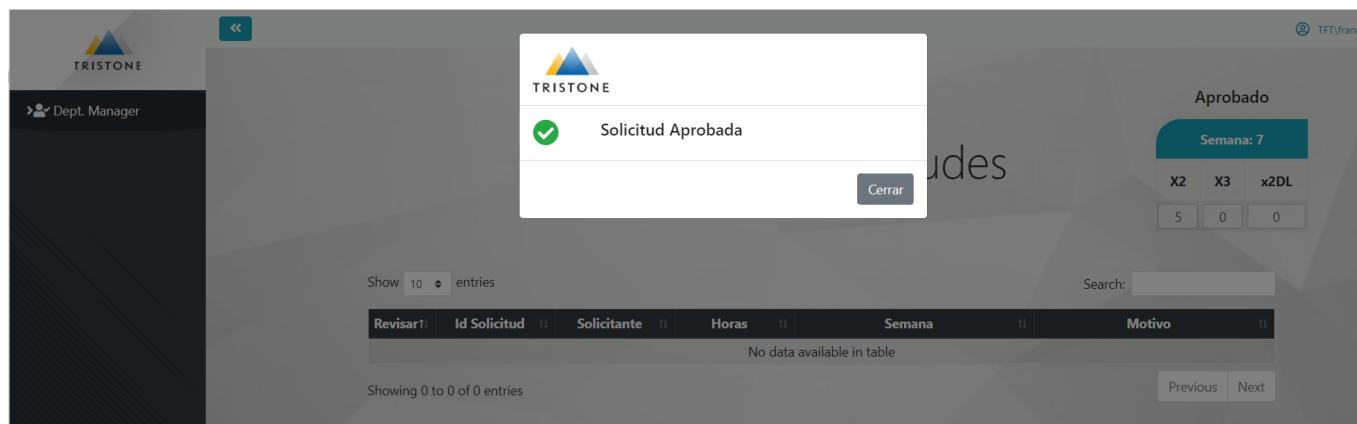 TRISTONE
Dept. Manager
TFT\fran
TRISTONE
Solicitud Aprobada
Cerrar
udes
Aprobado
Semana: 7
X2 X3 x2DL
5 0 0
Show 10 entries
Search:
Revisar Id Solicitud Solicitante Horas Semana Motivo
No data available in table
Showing 0 to 0 of 0 entries
Previous Next